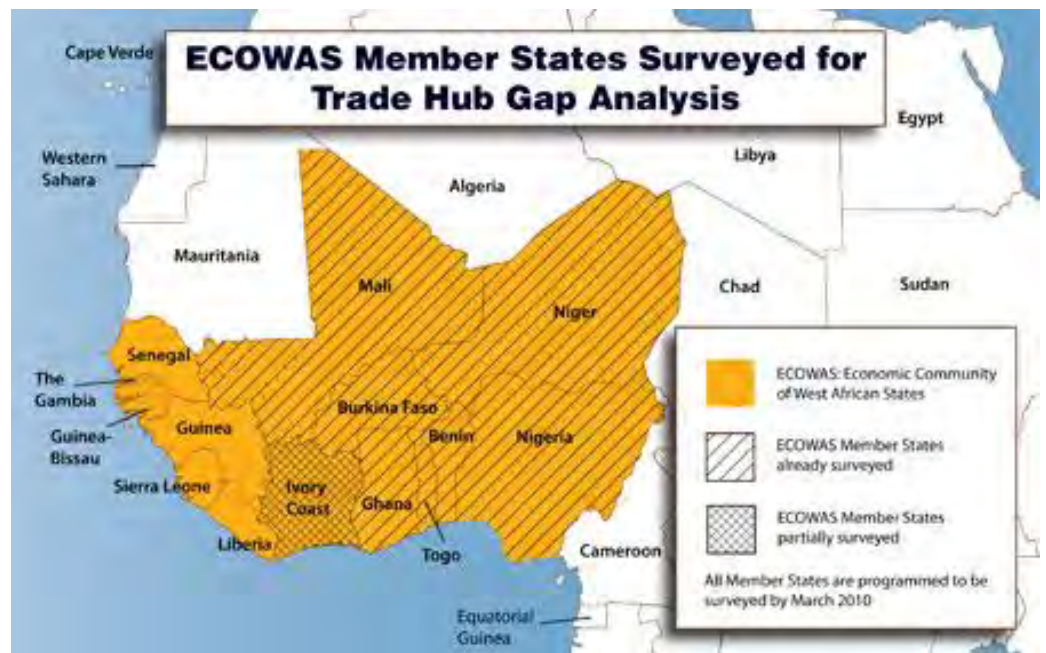 Cape Verde
ECOWAS Member States Surveyed for
Trade Hub Gap Analysis
Egypt
Western
Sahara
Libya
Algeria
Mauritania
Mali
Chad
Sudan
Niger
Senegal
The
Gambia
Burkina Faso
Guinea
Benin
Nigeria
Guinea-
Bissau
Sierra Leone
Ivory
Coast
Ghana
Liberia
Togo
Cameroon
Equatorial
Guinea
ECOWAS: Economic Community
of West African States
ECOWAS Member States
already surveyed
ECOWAS Member States
partially surveyed
All Member States are programmed to be
surveyed by March 2010